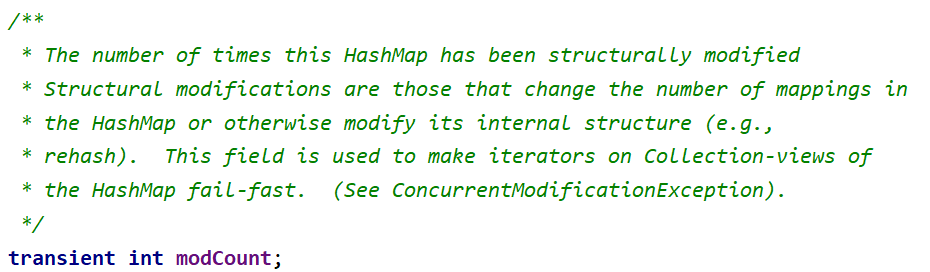 /**
* The number of times this HashMap has been structurally modified
* Structural modifications are those that change the number of mappings in
* the HashMap or otherwise modify its internal structure (e.g.,
* rehash).  This field is used to make iterators on Collection-views of
* the HashMap fail-fast.  (See ConcurrentModificationException).
*/
transient int modCount;